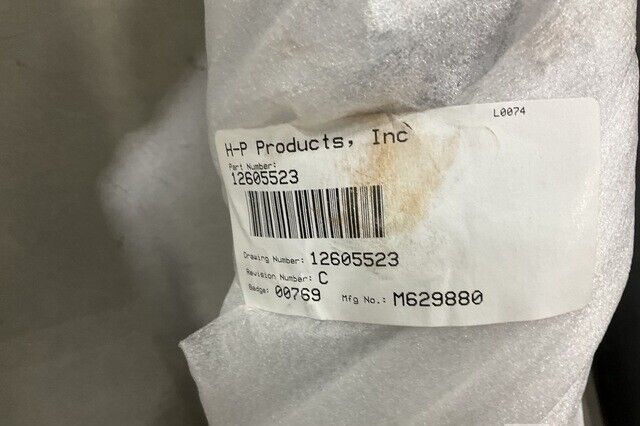 L0074
H-P Products, Inc
Part Number:
12605523
Drawing Number: 12605523
Revision Number: C
Badge: 00769 Mfg No.: M629880